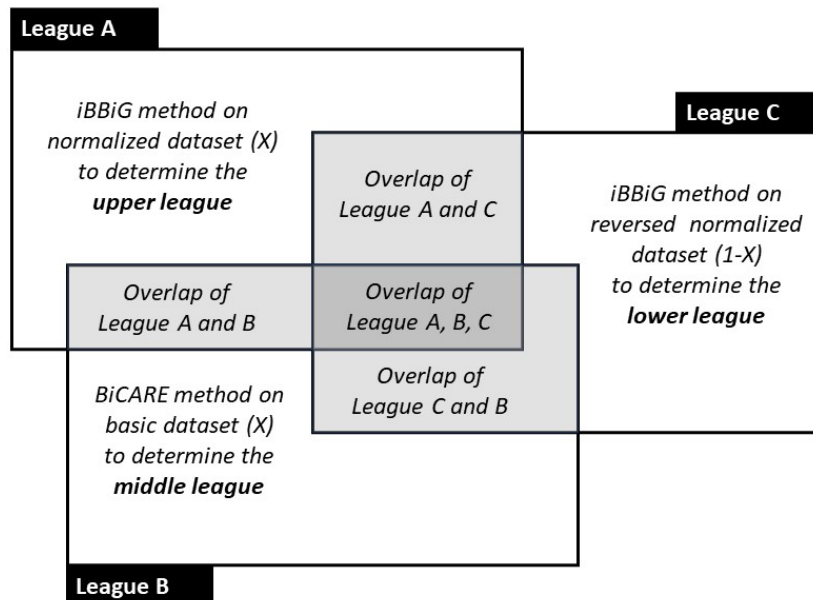 League A
iBBiG method on
normalized dataset (X)
to determine the
upper league
League C
Overlap of
League A and C
iBBiG method on
reversed normalized
dataset (1-X)
to determine the
lower league
Overlap of
League A and B
Overlap of
League A, B, C
Overlap of
League C and B
BiCARE method on
basic dataset (X)
to determine the
middle league
League B